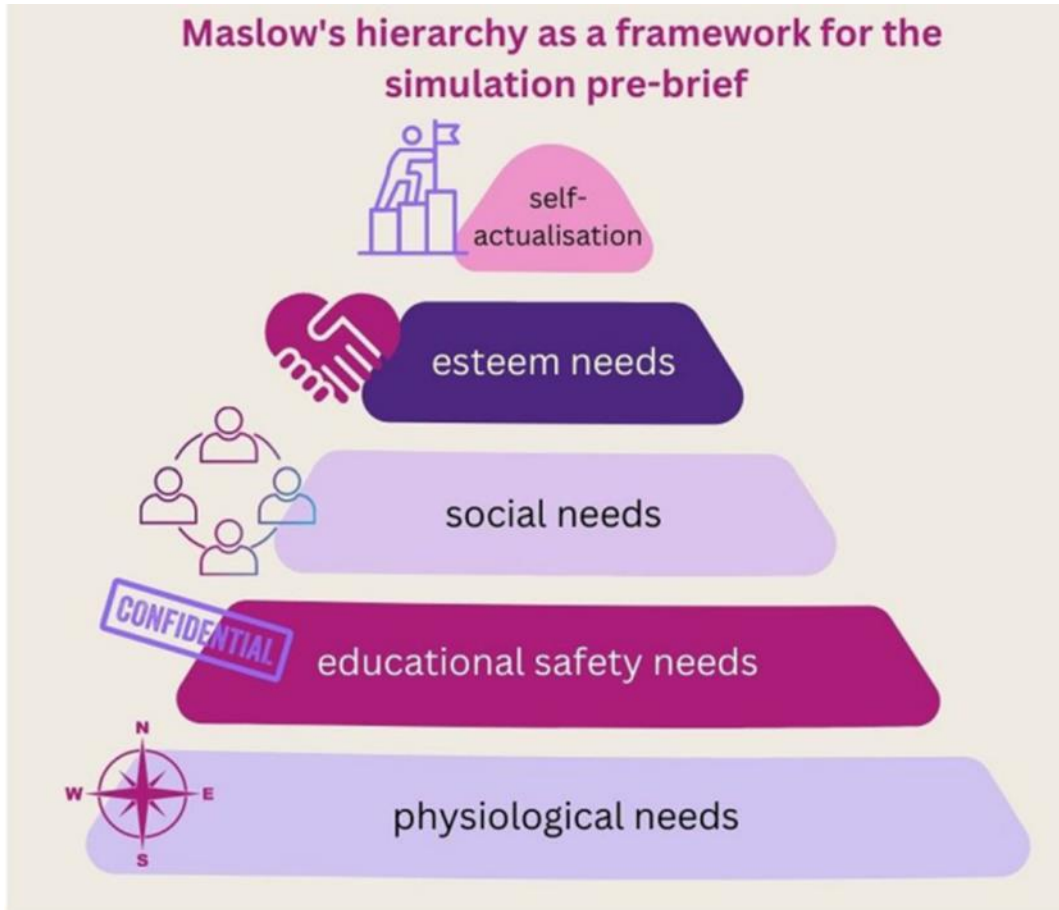 Maslow's hierarchy as a framework for the
simulation pre-brief
self-
actualisation
esteem needs
social needs
CONFIDENTIAL
educational safety needs
N
W
E
S
physiological needs